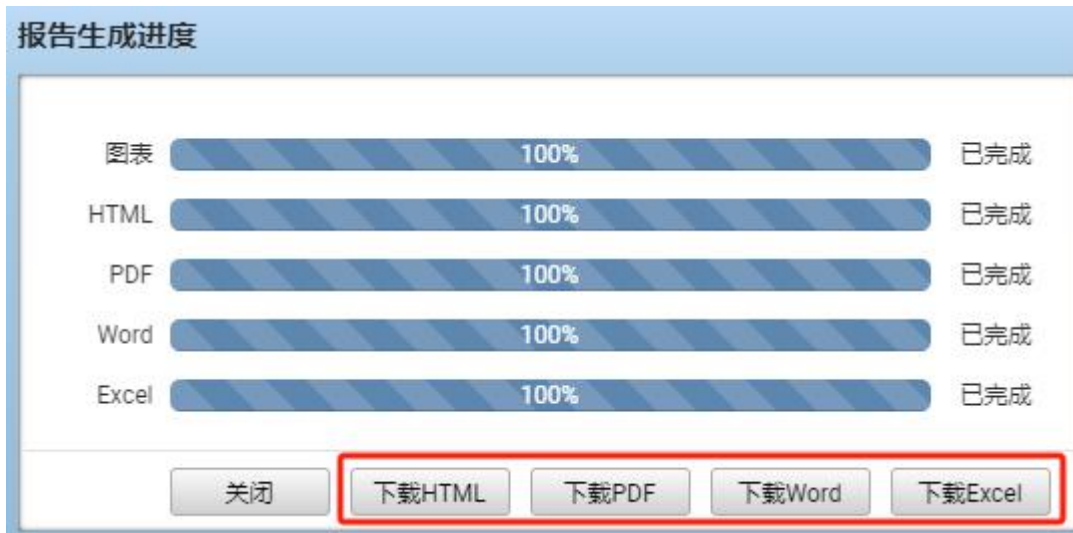 报告生成进度
图表 100% 已完成
HTML 100% 已完成
PDF 100% 已完成
Word 100% 已完成
Excel 100% 已完成
关闭 下载HTML 下载PDF 下载Word 下载Excel